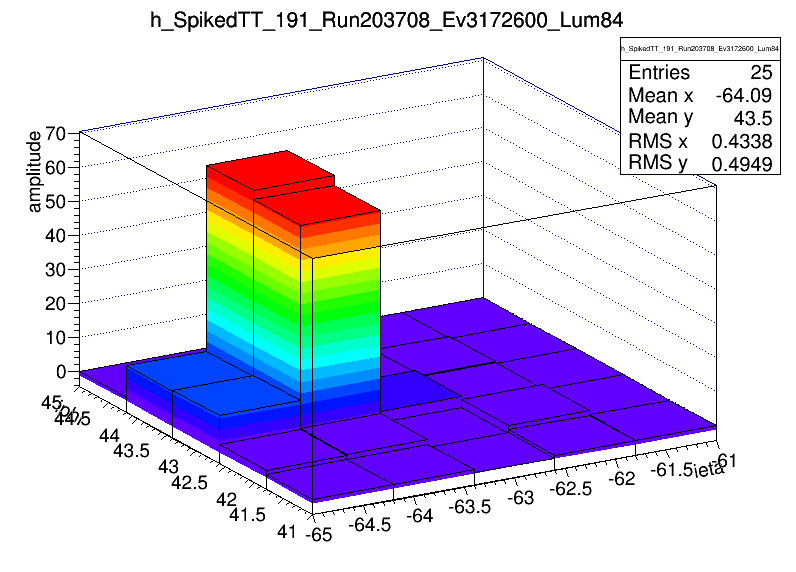 h_SpikedTT_191_Run203708_Ev3172600_Lum84
h_SpikedTT_191_Run203708_Ev3172600_Lum84
Entries 25
Mean x -64.09
Mean y 43.5
RMS x 0.4338
RMS y 0.4949
amplitude
70
60
50
40
30
20
10
0
45
44.5
44
43.5
43
42.5
42
41.5
41
-65
-64.5
-64
-63.5
-63
-62.5
-62
-61.5
-61
ieta